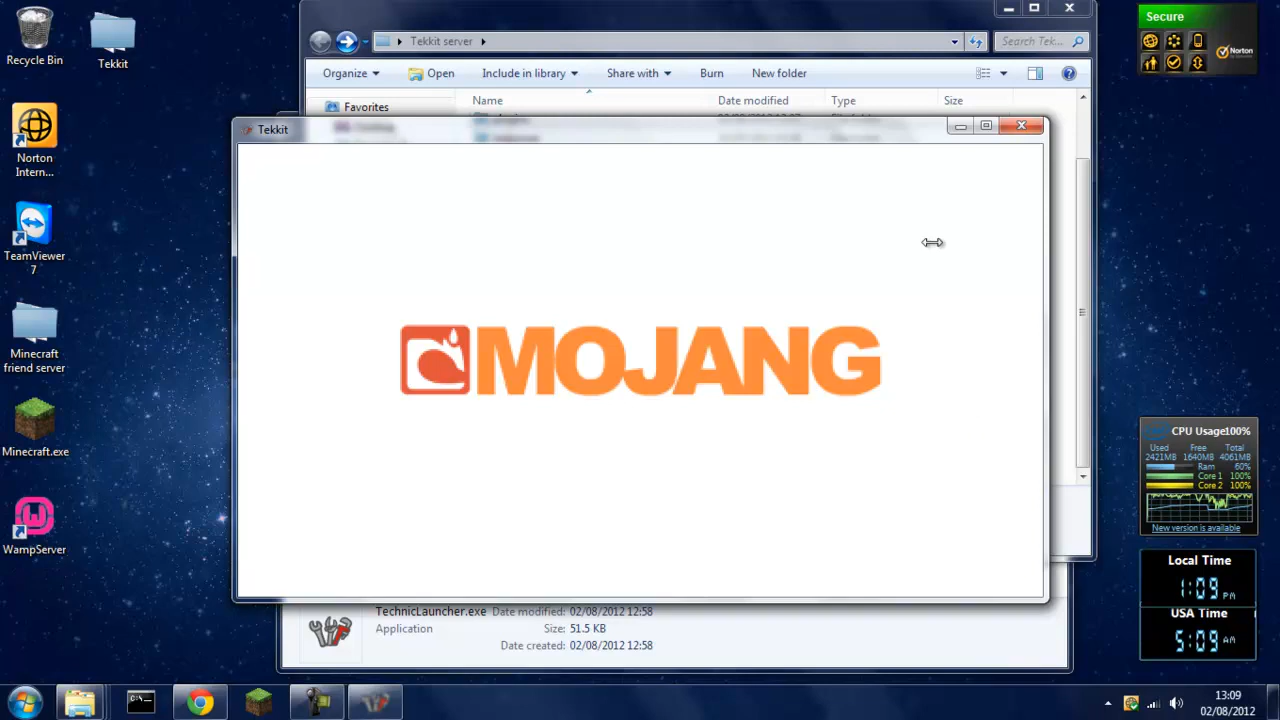 Recycle Bin
Tekkit
Norton
Intern...
TeamViewer
7
Minecraft
friend server
Minecraft.exe
WampServer
Tekkit server
Search Tek...
Organize
Open
Include in library
Share with
Burn
New folder
Favorites
Name
Date modified
Type
Size
Tekkit
MOJANG
TechnicLauncher.exe Date modified: 02/08/2012 12:58
Application Size: 51.5 KB
Date created: 02/08/2012 12:58
Secure
Norton
CPU Usage100%
Used Free Total
2421MB 1640MB 4061MB
Ram 60%
Core 1 100%
Core 2 100%
New version is available
Local Time
1:09 PM
USA Time
5:09 AM
C:\_
13:09
02/08/2012